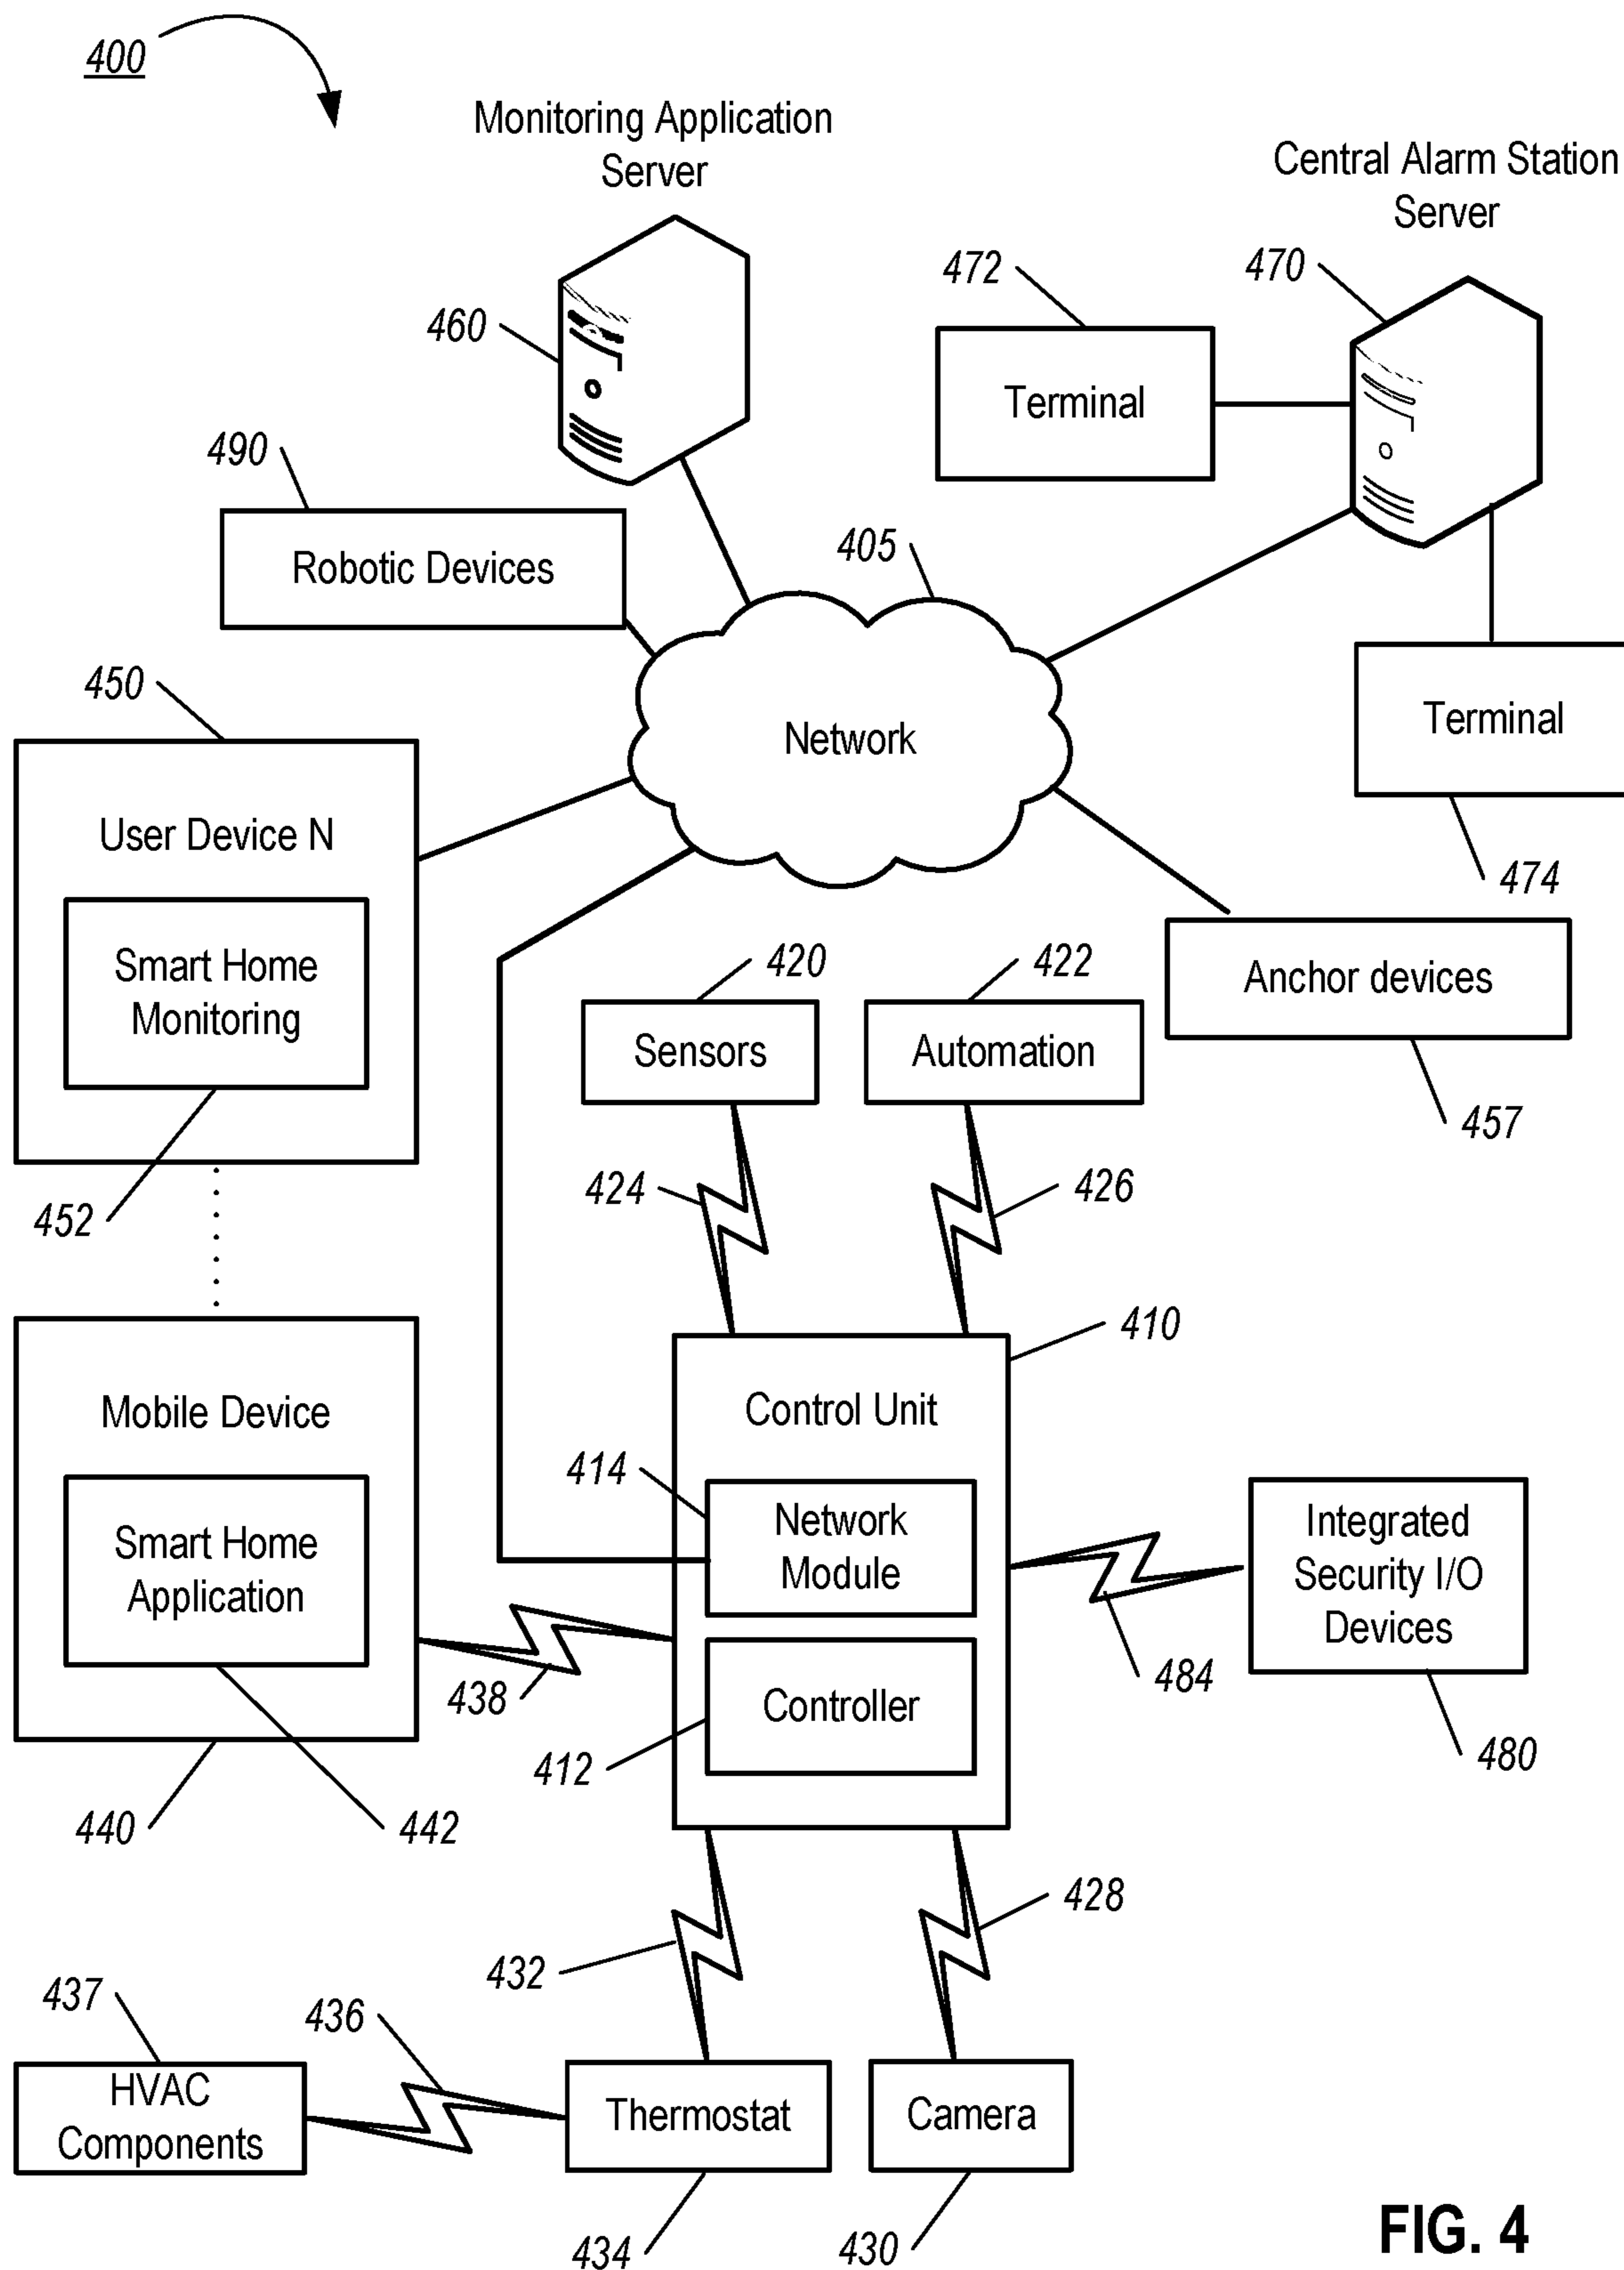 400
Monitoring Application
Server
Central Alarm Station
Server
472
470
460
Terminal
490
405
Robotic Devices
450
Network
Terminal
User Device N
474
Smart Home
Monitoring
420
422
Anchor devices
Sensors
Automation
457
452
424
426
410
Mobile Device
Control Unit
414
Smart Home
Application
Network
Module
Integrated
Security I/O
Devices
438
484
Controller
412
480
440
442
428
432
437
436
HVAC
Components
Thermostat
Camera
434
430
FIG. 4